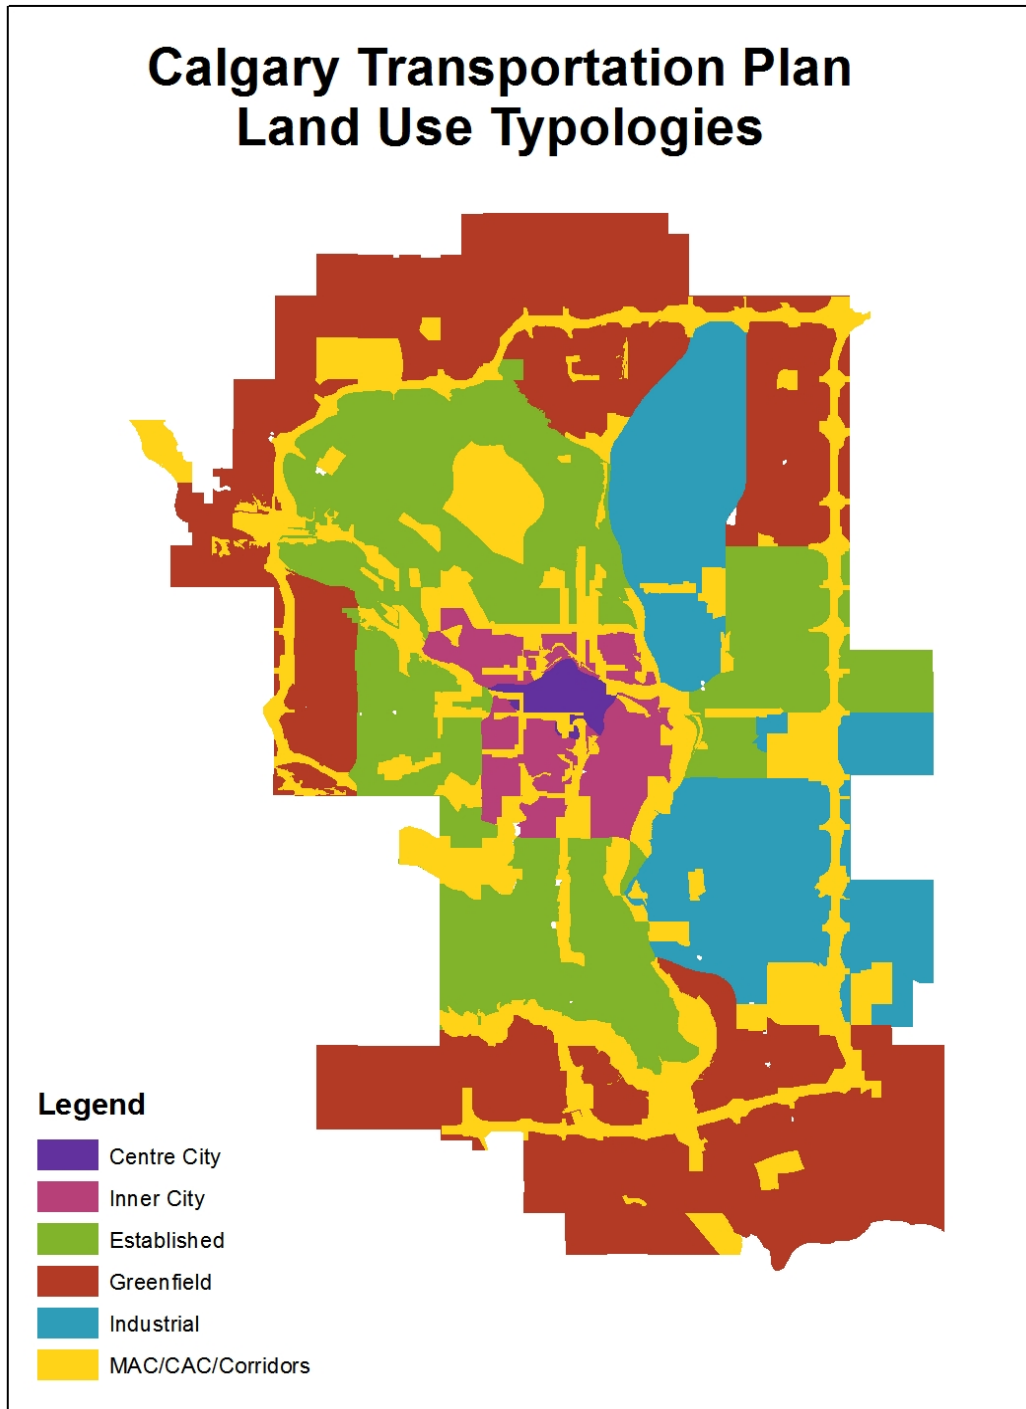 Calgary Transportation Plan
Land Use Typologies
Legend
Centre City
Inner City
Established
Greenfield
Industrial
MAC/CAC/Corridors